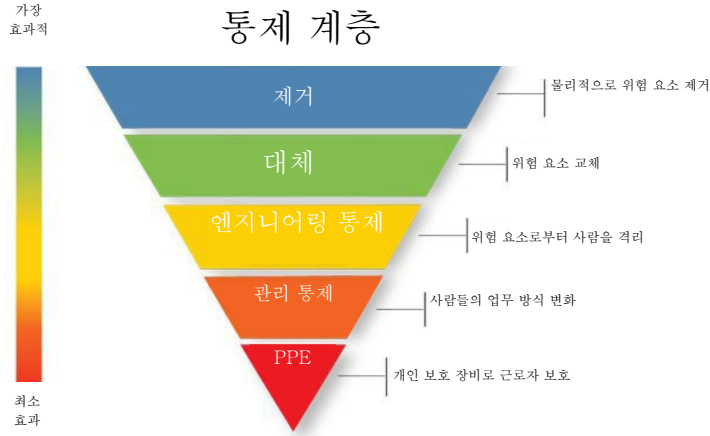 가장
효과적
통제 계층
제거
물리적으로 위험 요소 제거
대체
위험 요소 교체
엔지니어링 통제
위험 요소로부터 사람을 격리
관리 통제
사람들의 업무 방식 변화
PPE
개인 보호 장비로 근로자 보호
최소
효과